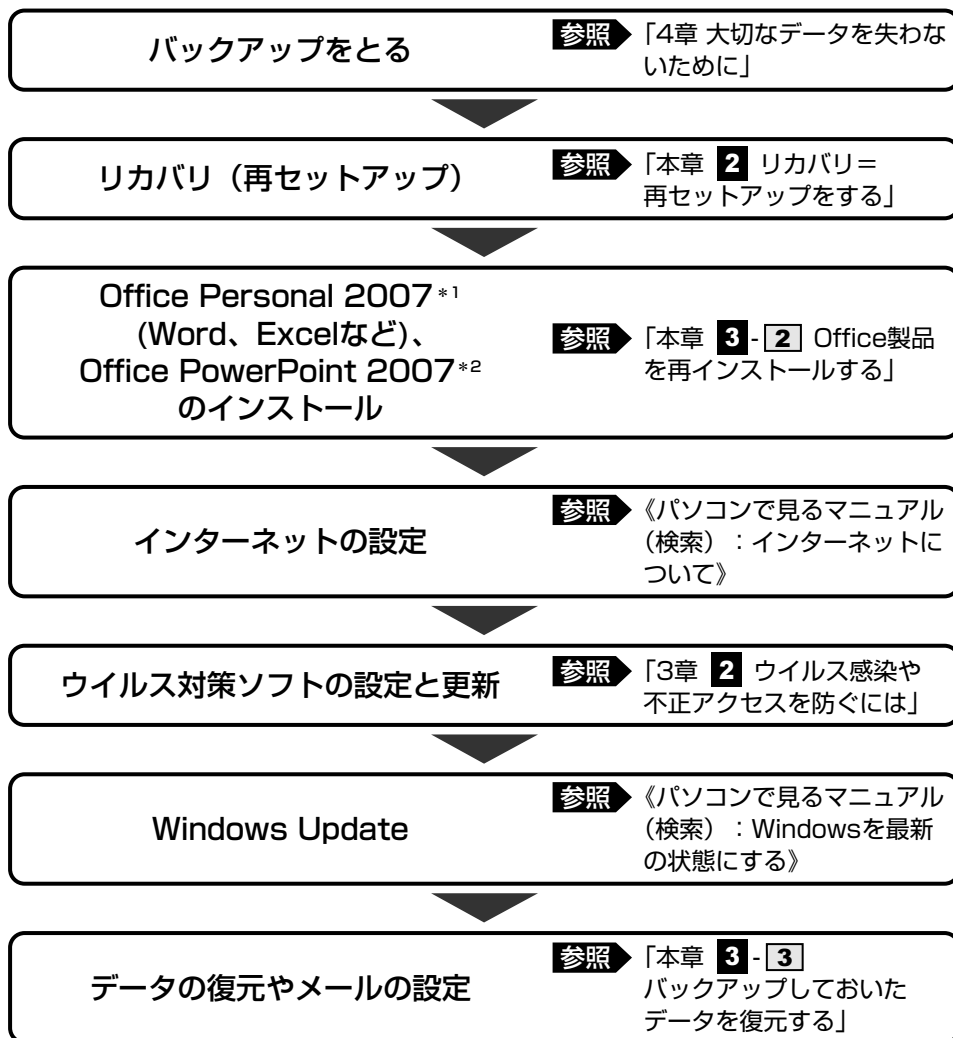 バックアップをとる
参照 「4章 大切なデータを失わな
いために」
リカバリ（再セットアップ）
参照 「本章 2 リカバリ＝
再セットアップをする」
Office Personal 2007＊1
(Word、Excelなど)、
Office PowerPoint 2007＊2
のインストール
参照 「本章 3 - 2 Office製品
を再インストールする」
インターネットの設定
参照 《パソコンで見るマニュアル
（検索）：インターネットに
ついて》
ウイルス対策ソフトの設定と更新
参照 「3章 2 ウイルス感染や
不正アクセスを防ぐには」
Windows Update
参照 《パソコンで見るマニュアル
（検索）：Windowsを最新
の状態にする》
データの復元やメールの設定
参照 「本章 3 - 3
バックアップしておいた
データを復元する」